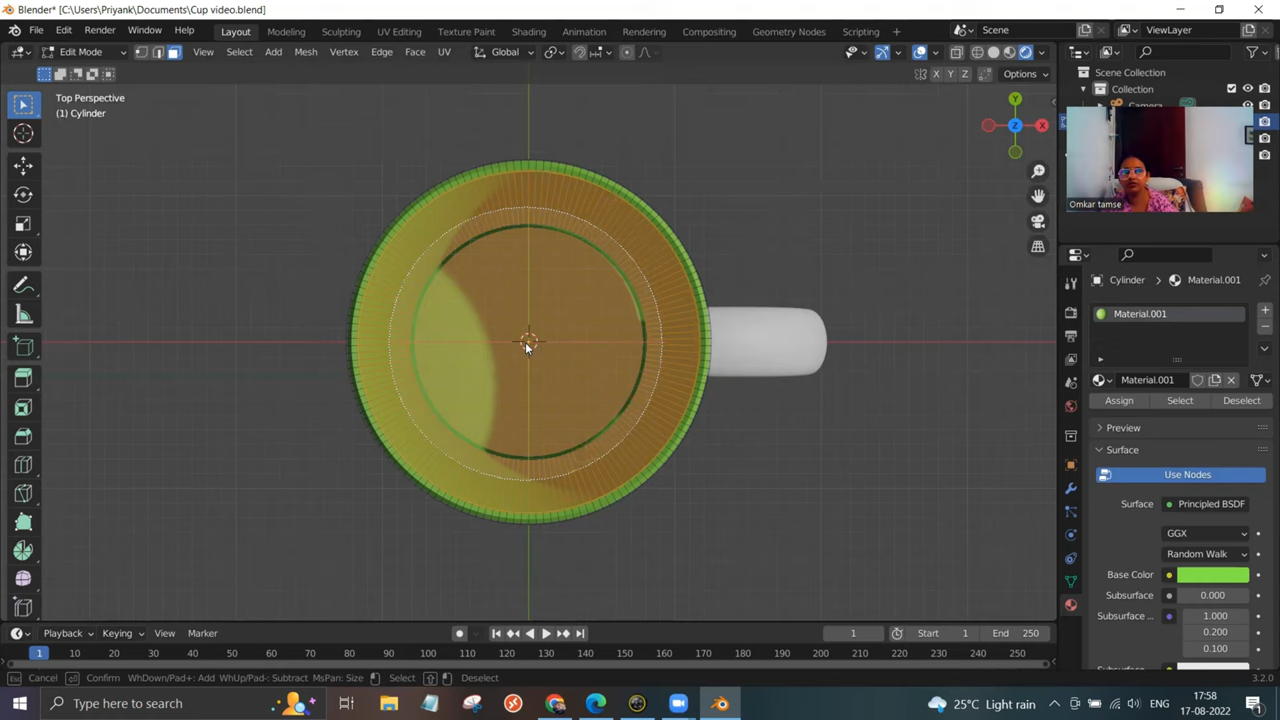 Blender* [C:\Users\Priyank\Documents\Cup video.blend]
File Edit Render Window Help Layout Modeling Sculpting UV Editing Texture Paint Shading Animation Rendering Compositing Geometry Nodes Scripting Scene ViewLayer
Edit Mode View Select Add Mesh Vertex Edge Face UV Global
X Y Z Options
Scene Collection
Collection
Camera
Top Perspective
(1) Cylinder
Y
Z X
Omkar tamse
Cylinder Material.001
Material.001
Material.001
Assign Select Deselect
Preview
Surface
Use Nodes
Surface Principled BSDF
GGX
Random Walk
Base Color
Subsurface 0.000
Subsurface ... 1.000
0.200
0.100
Playback Keying View Marker 1 Start 1 End 250
1 10 20 30 40 50 60 70 80 90 100 110 120 130 140 150 160 170 180 190 200 210 220 230 240 250
Esc Cancel Confirm WhDown/Pad+: Add WhUp/Pad-: Subtract MsPan: Size Select Deselect 3.2.0
Type here to search 25°C Light rain ENG 17:58
17-08-2022